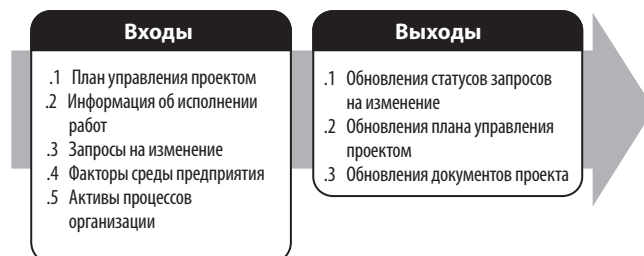 Входы
.1 План управления проектом
.2 Информация об исполнении
работ
.3 Запросы на изменение
.4 Факторы среды предприятия
.5 Активы процессов
организации
Выходы
.1 Обновления статусов запросов
на изменение
.2 Обновления плана управления
проектом
.3 Обновления документов проекта